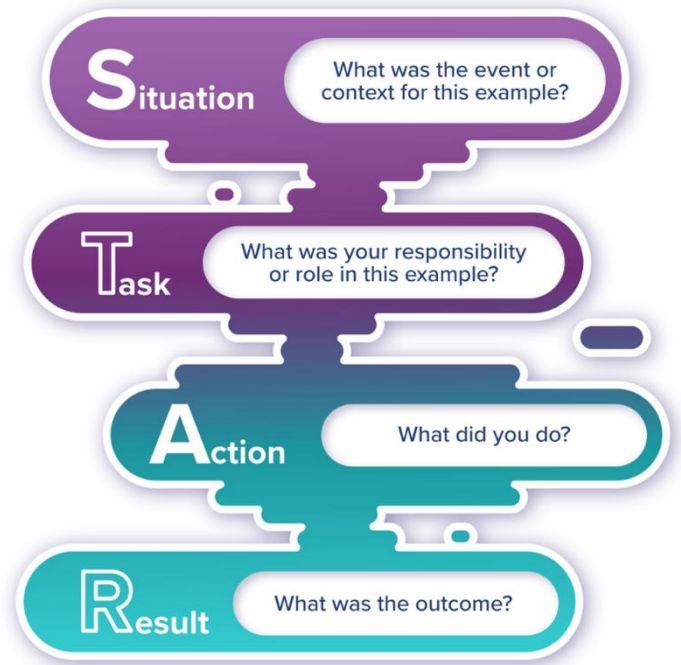 Situation
What was the event or
context for this example?
Task
What was your responsibility
or role in this example?
Action
What did you do?
Result
What was the outcome?